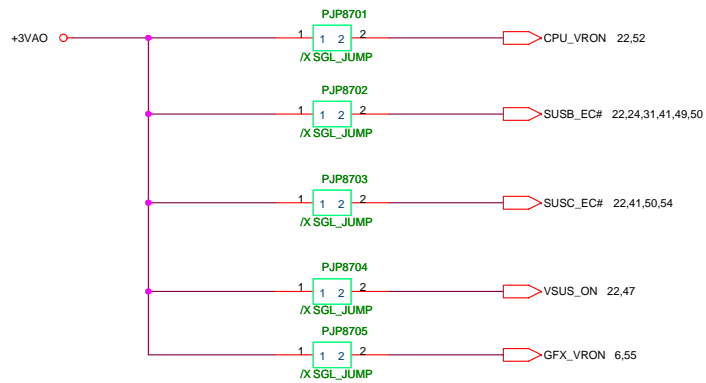 PJP8701
+3VAO 1 1 2 2 CPU_VRON 22,52
/X SGL_JUMP
PJP8702
1 1 2 2 SUSB_EC# 22,24,31,41,49,50
/X SGL_JUMP
PJP8703
1 1 2 2 SUSC_EC# 22,41,50,54
/X SGL_JUMP
PJP8704
1 1 2 2 VSUS_ON 22,47
/X SGL_JUMP
PJP8705
1 1 2 2 GFX_VRON 6,55
/X SGL_JUMP